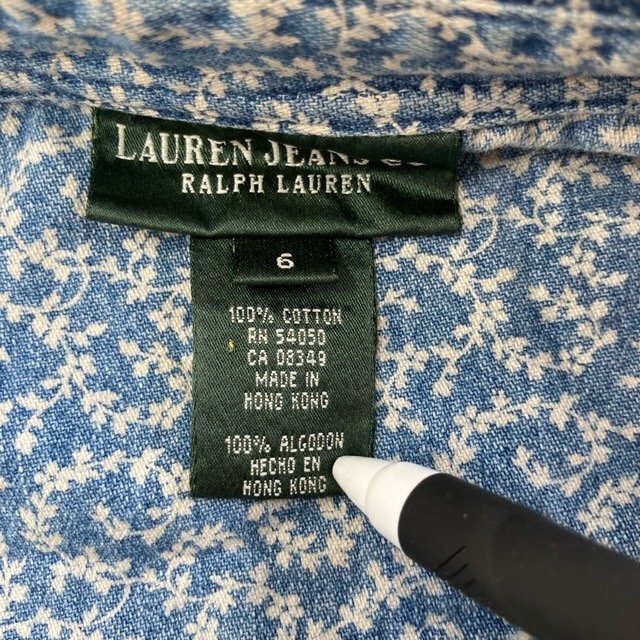 LAUREN JEANS Co.
RALPH LAUREN
6
100% COTTON
RN 54050
CA 08349
MADE IN
HONG KONG
100% ALGODON
HECHO EN
HONG KONG